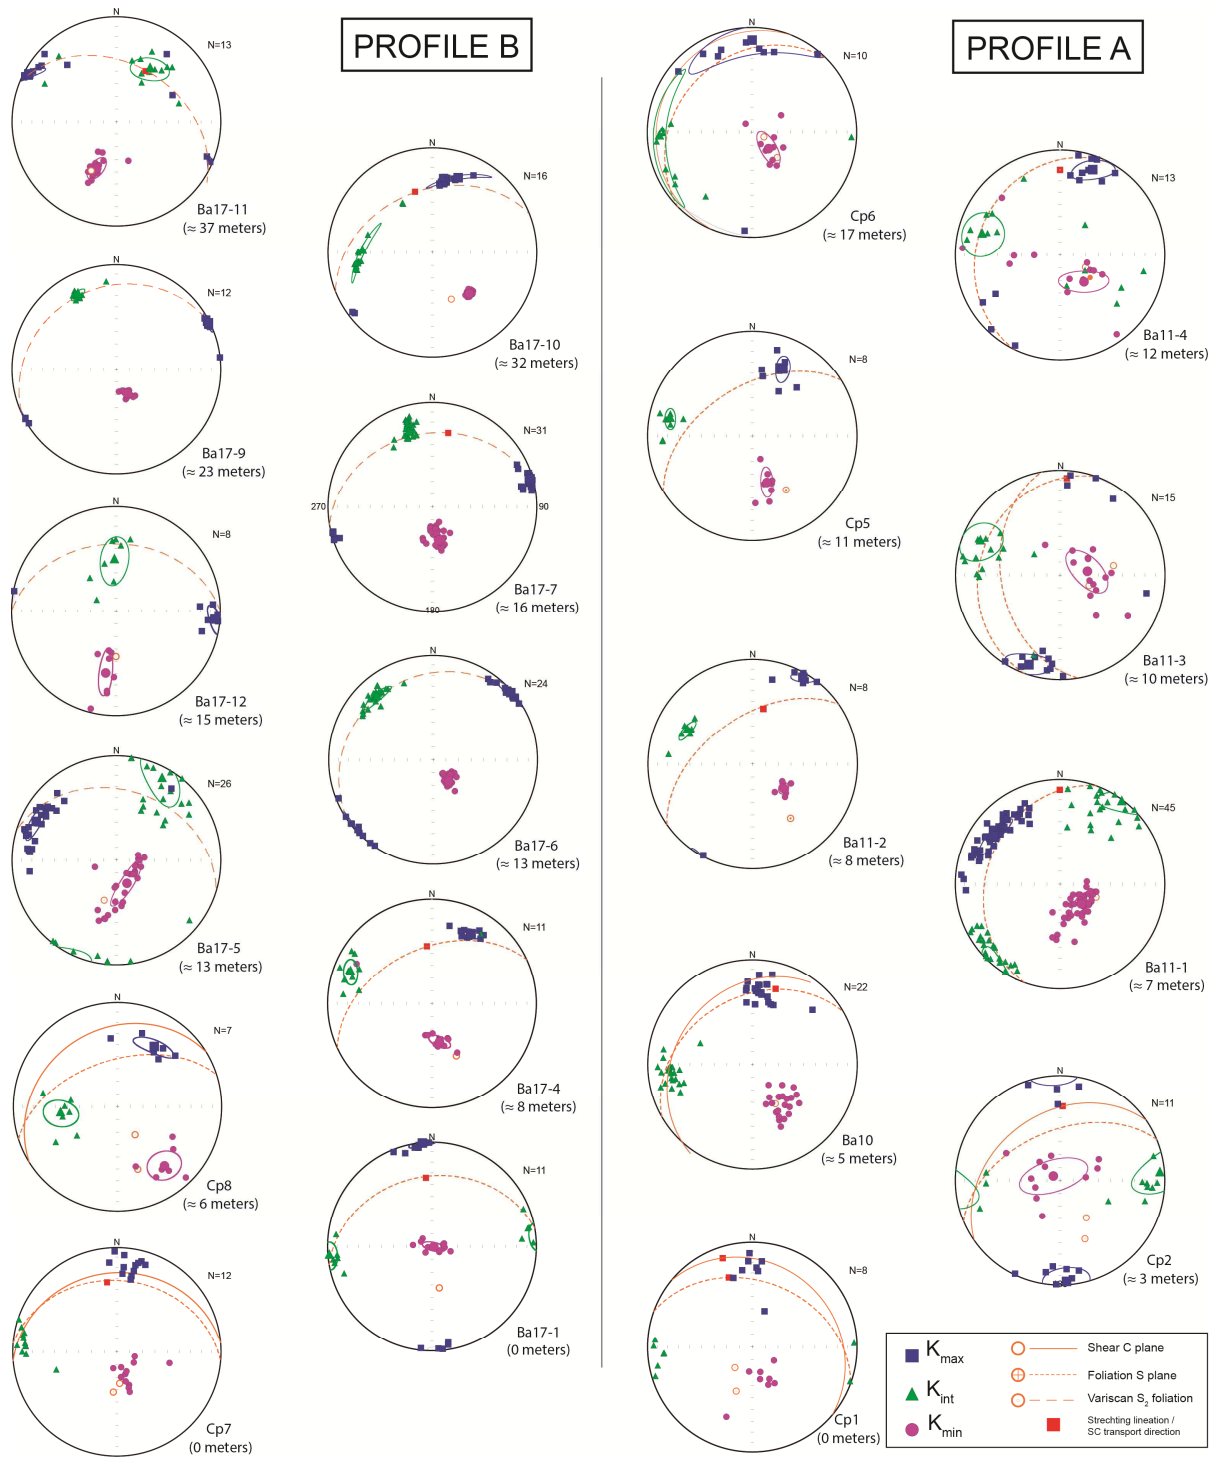 PROFILE B
N
N=13
Ba17-11
(≈ 37 meters)
N
N=16
Ba17-10
(≈ 32 meters)
N
N=12
Ba17-9
(≈ 23 meters)
N
N=31
270
90
180
Ba17-7
(≈ 16 meters)
N
N=8
Ba17-12
(≈ 15 meters)
N
N=24
Ba17-6
(≈ 13 meters)
N
N=26
Ba17-5
(≈ 13 meters)
N
N=11
Ba17-4
(≈ 8 meters)
N
N=7
Cp8
(≈ 6 meters)
N
N=11
Ba17-1
(0 meters)
N
N=12
Cp7
(0 meters)
PROFILE A
N
N=10
Cp6
(≈ 17 meters)
N
N=13
Ba11-4
(≈ 12 meters)
N
N=8
Cp5
(≈ 11 meters)
N
N=15
Ba11-3
(≈ 10 meters)
N
N=8
Ba11-2
(≈ 8 meters)
N
N=45
Ba11-1
(≈ 7 meters)
N
N=22
Ba10
(≈ 5 meters)
N
N=11
Cp2
(≈ 3 meters)
N
N=8
Cp1
(0 meters)
Kmax
Kint
Kmin
Shear C plane
Foliation S plane
Variscan S2 foliation
Strechting lineation /
SC transport direction